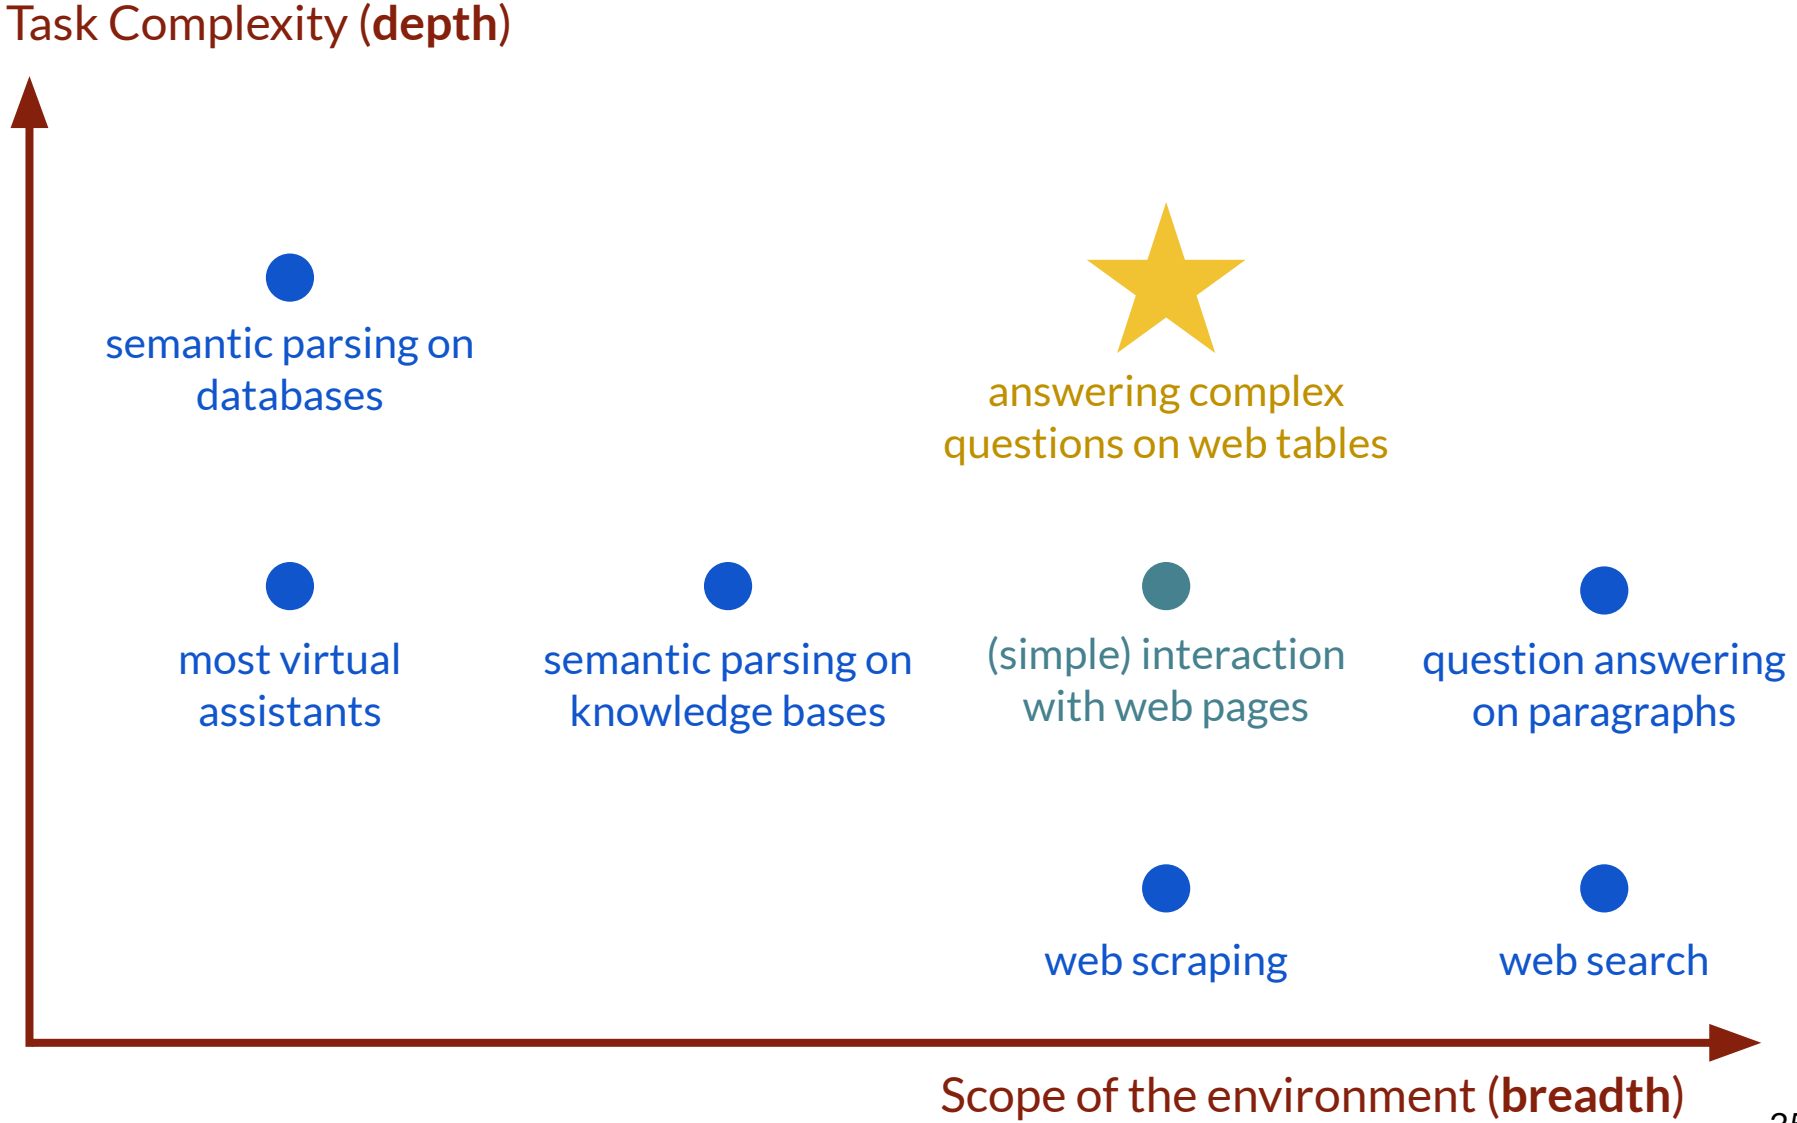 Task Complexity (depth)
semantic parsing on
databases
answering complex
questions on web tables
most virtual
assistants
semantic parsing on
knowledge bases
(simple) interaction
with web pages
question answering
on paragraphs
web scraping
web search
Scope of the environment (breadth)